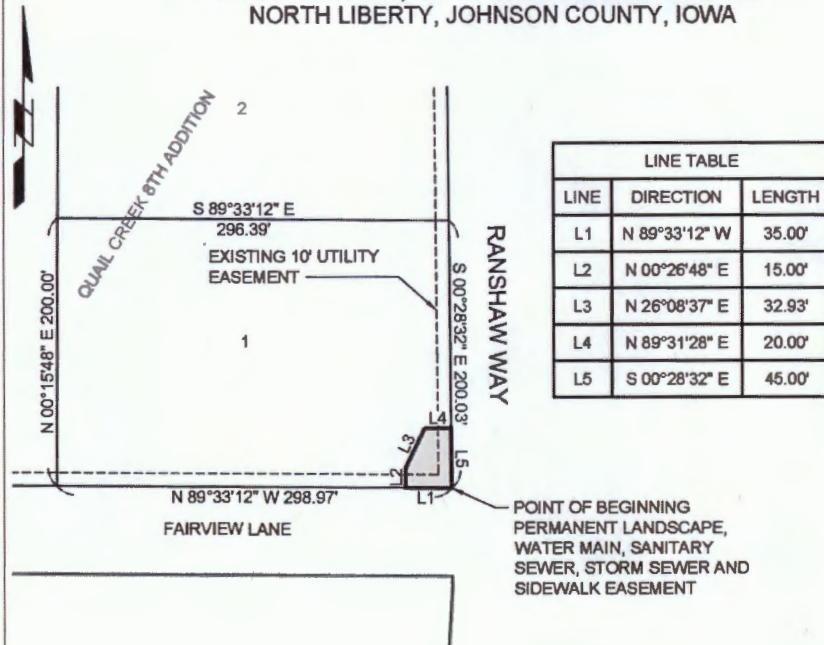 NORTH LIBERTY, JOHNSON COUNTY, IOWA
2
QUAIL CREEK 8TH ADDITION
S 89°33'12" E
296.39'
EXISTING 10' UTILITY
EASEMENT
N 00°15'48" E 200.00'
1
S 00°28'32" E 200.03'
RANSHAW WAY
L4
L3
L2
L5
L1
N 89°33'12" W 298.97'
FAIRVIEW LANE
POINT OF BEGINNING
PERMANENT LANDSCAPE,
WATER MAIN, SANITARY
SEWER, STORM SEWER AND
SIDEWALK EASEMENT
LINE TABLE
LINE DIRECTION LENGTH
L1 N 89°33'12" W 35.00'
L2 N 00°26'48" E 15.00'
L3 N 26°08'37" E 32.93'
L4 N 89°31'28" E 20.00'
L5 S 00°28'32" E 45.00'